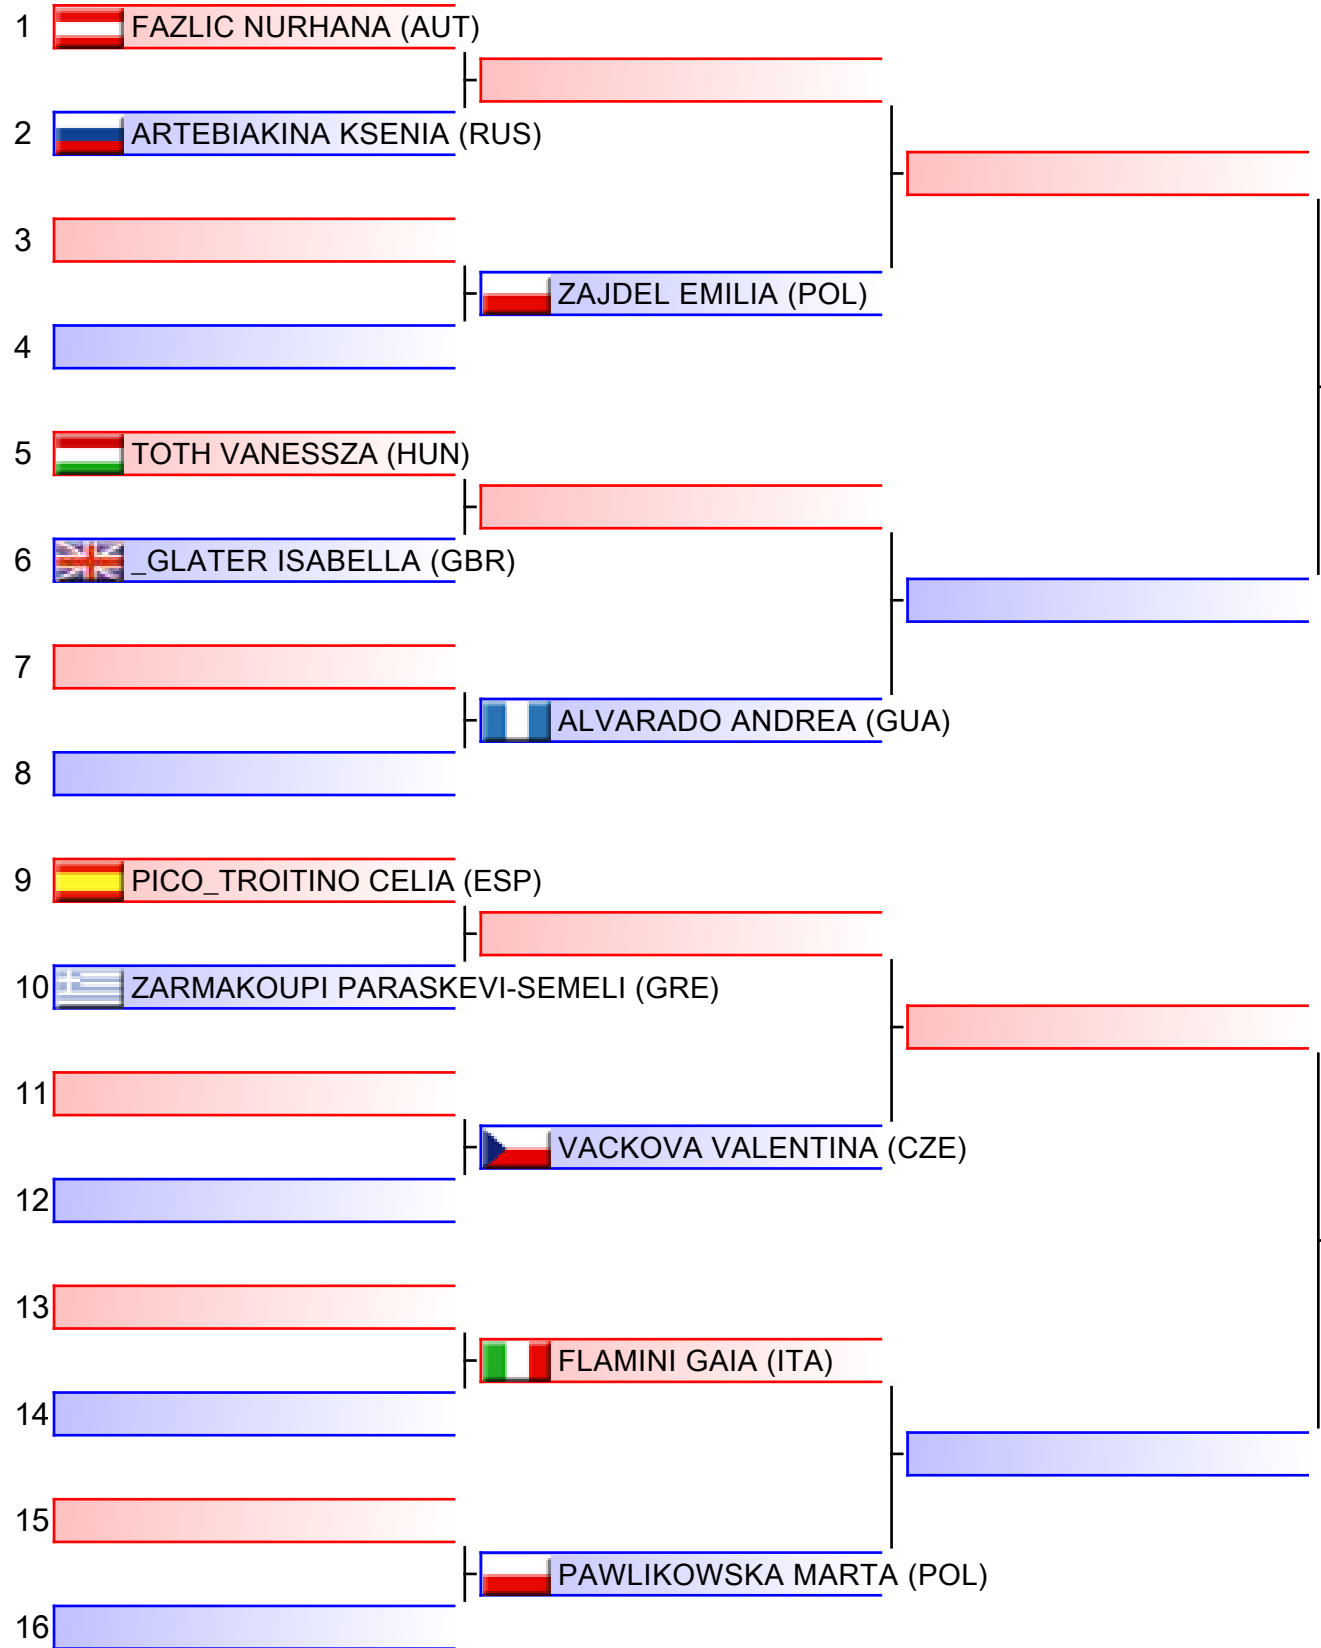 1 FAZLIC NURHANA (AUT)
2 ARTEBIAKINA KSENIA (RUS)
3
ZAJDEL EMILIA (POL)
4
5 TOTH VANESSZA (HUN)
6 _GLATER ISABELLA (GBR)
7
ALVARADO ANDREA (GUA)
8
9 PICO_TROITINO CELIA (ESP)
10 ZARMAKOUPI PARASKEVI-SEMELI (GRE)
11
VACKOVA VALENTINA (CZE)
12
13
FLAMINI GAIA (ITA)
14
15
PAWLIKOWSKA MARTA (POL)
16